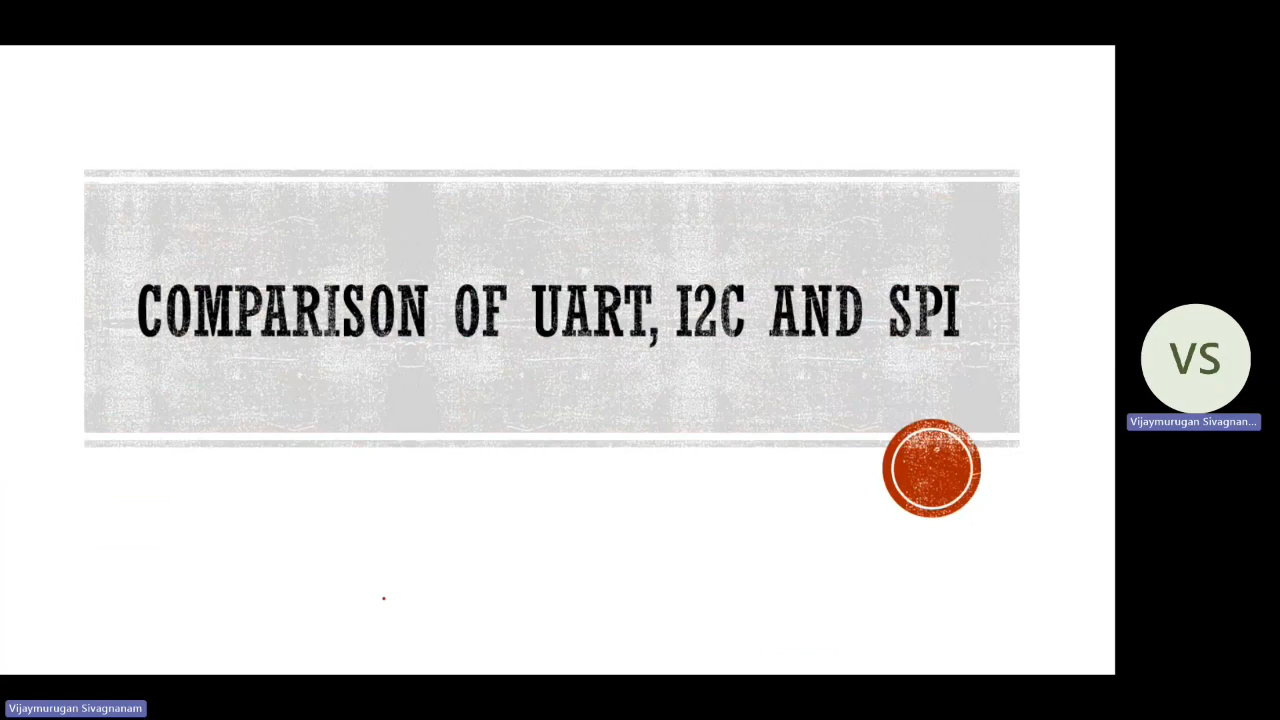 COMPARISON OF UART, I2C AND SPI
VS
Vijaymurugan Sivagnan...
Vijaymurugan Sivagnanam